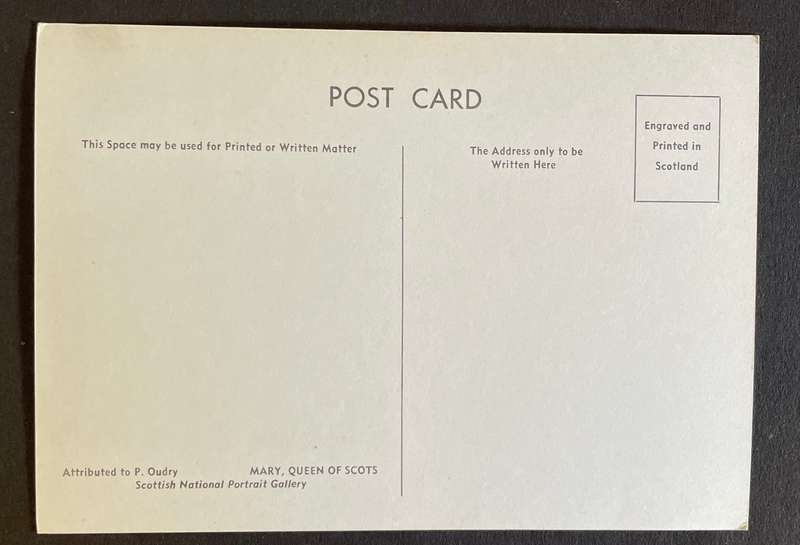 POST CARD
This Space may be used for Printed or Written Matter
The Address only to be
Written Here
Engraved and
Printed in
Scotland
Attributed to P. Oudry MARY, QUEEN OF SCOTS
Scottish National Portrait Gallery